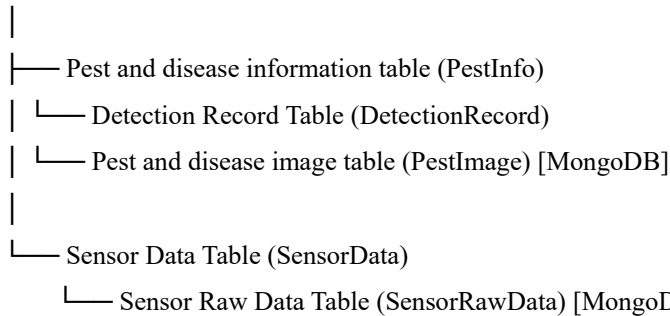 │
├── Pest and disease information table (PestInfo)
│ └── Detection Record Table (DetectionRecord)
│ └── Pest and disease image table (PestImage) [MongoDB]
│
└── Sensor Data Table (SensorData)
└── Sensor Raw Data Table (SensorRawData)